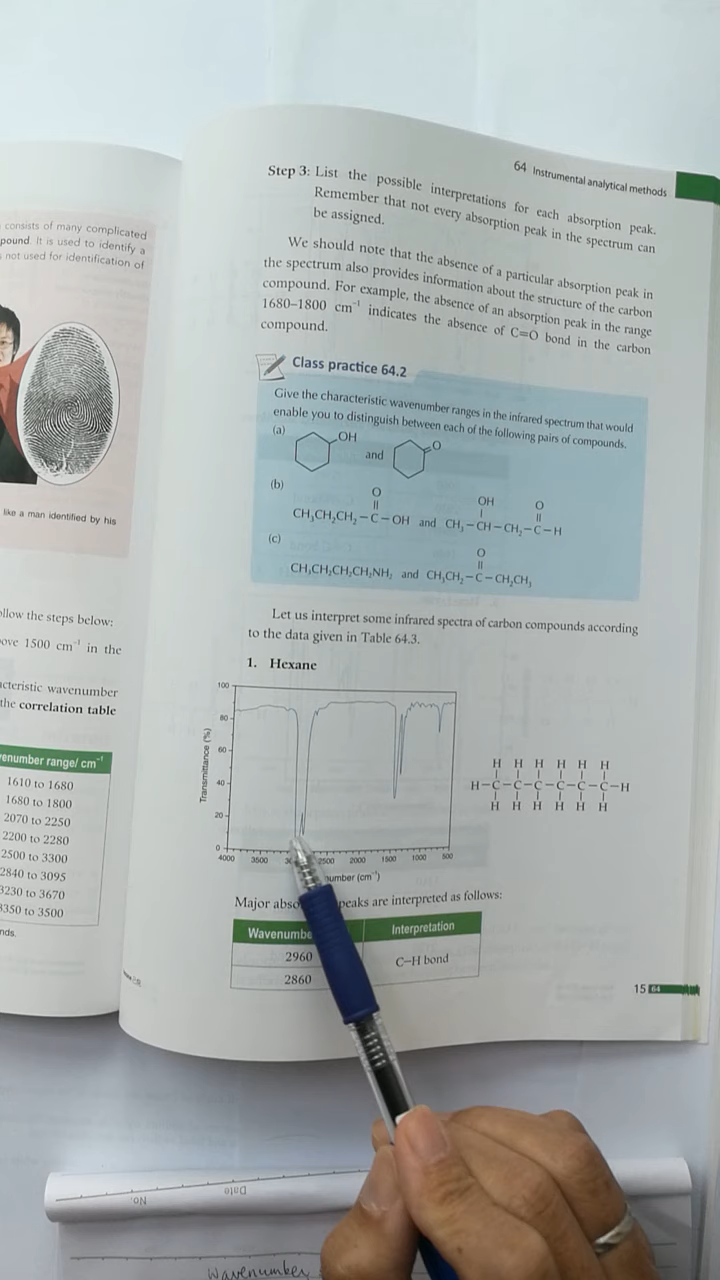 consists of many complicated
pound. It is used to identify a
not used for identification of
like a man identified by his
ollow the steps below:
ove 1500 cm⁻¹ in the
acteristic wavenumber
the correlation table
enumber range/ cm⁻¹
1610 to 1680
1680 to 1800
2070 to 2250
2200 to 2280
2500 to 3300
2840 to 3095
3230 to 3670
3350 to 3500
nds.
64 Instrumental analytical methods
Step 3: List the possible interpretations for each absorption peak.
Remember that not every absorption peak in the spectrum can
be assigned.
We should note that the absence of a particular absorption peak in
the spectrum also provides information about the structure of the carbon
compound. For example, the absence of an absorption peak in the range
1680–1800 cm⁻¹ indicates the absence of C=O bond in the carbon
compound.
Class practice 64.2
Give the characteristic wavenumber ranges in the infrared spectrum that would
enable you to distinguish between each of the following pairs of compounds.
(a)
OH
and
O
(b)
O
OH
O
CH₃CH₂CH₂–C–OH and CH₃–CH–CH₂–C–H
(c)
O
CH₃CH₂CH₂CH₂NH₂ and CH₃CH₂–C–CH₂CH₃
Let us interpret some infrared spectra of carbon compounds according
to the data given in Table 64.3.
1. Hexane
100
80
60
40
20
0
Transmittance (%)
4000 3500 2500 2000 1500 1000 500
number (cm⁻¹)
H H H H H H
H–C–C–C–C–C–C–H
H H H H H H
Major abso peaks are interpreted as follows:
Wavenumbe Interpretation
2960
C–H bond
2860
15 64
No.
Date
wavenumber